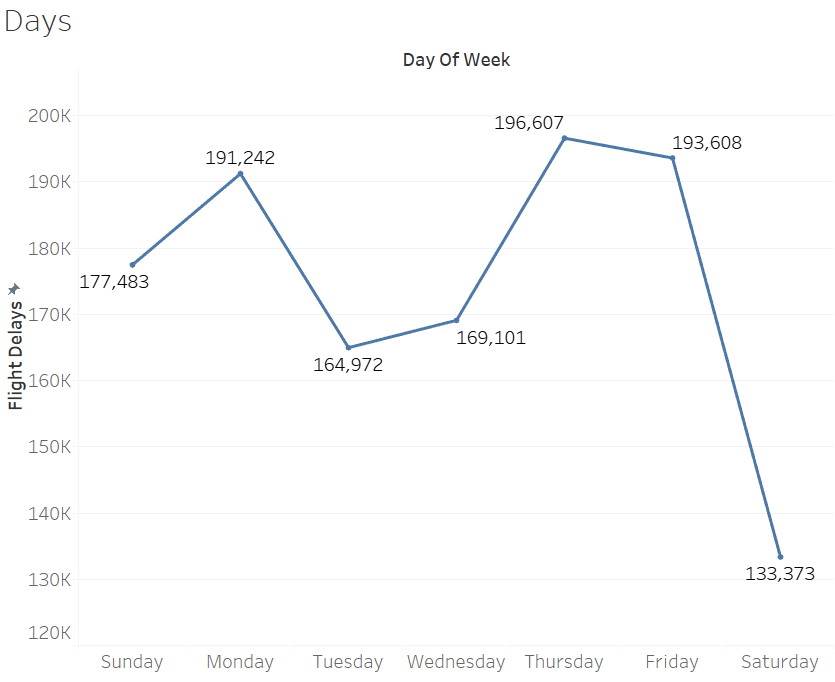 Days
Day Of Week
200K
196,607
193,608
191,242
190K
180K
177,483
170K
169,101
164,972
160K
150K
140K
133,373
130K
120K
Flight Delays
Sunday Monday Tuesday Wednesday Thursday Friday Saturday